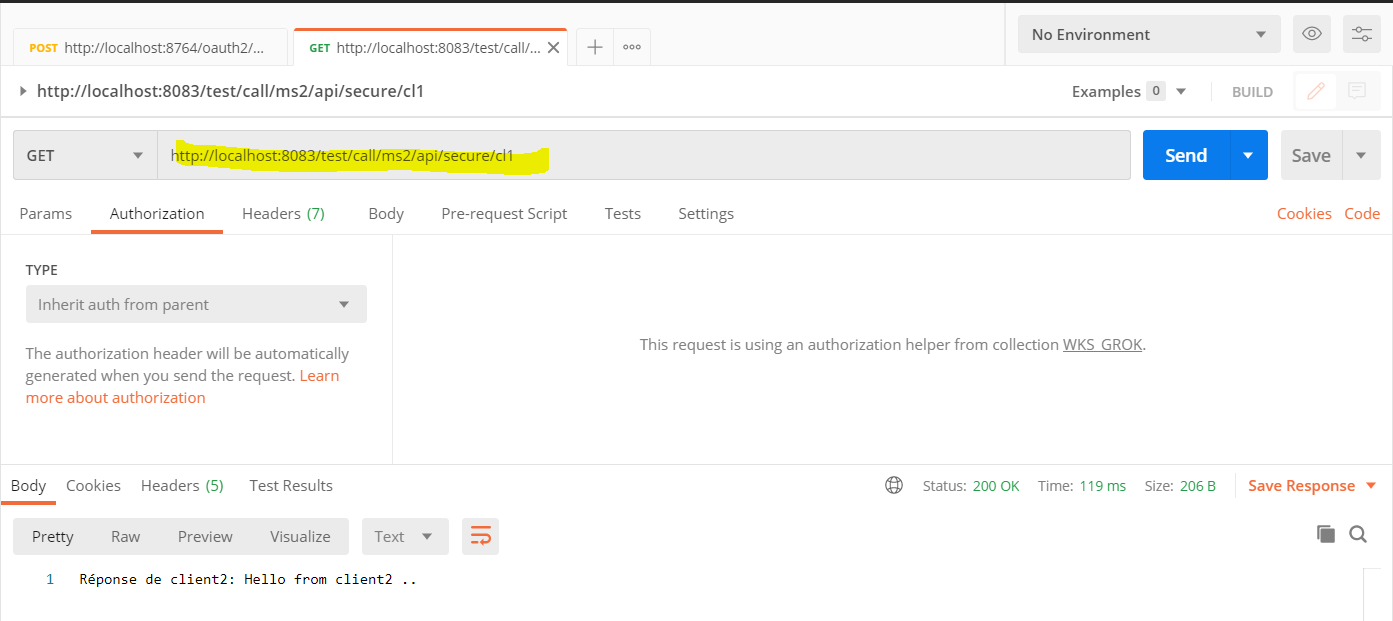 POST http://localhost:8764/oauth2/...
GET http://localhost:8083/test/call/...
No Environment
http://localhost:8083/test/call/ms2/api/secure/cl1
Examples 0
BUILD
GET
http://localhost:8083/test/call/ms2/api/secure/cl1
Send
Save
Params Authorization Headers (7) Body Pre-request Script Tests Settings
Cookies Code
TYPE
Inherit auth from parent
The authorization header will be automatically
generated when you send the request. Learn
more about authorization
This request is using an authorization helper from collection WKS_GROK.
Body Cookies Headers (5) Test Results
Status: 200 OK Time: 119 ms Size: 206 B
Save Response
Pretty Raw Preview Visualize Text
1 Réponse de client2: Hello from client2 ..